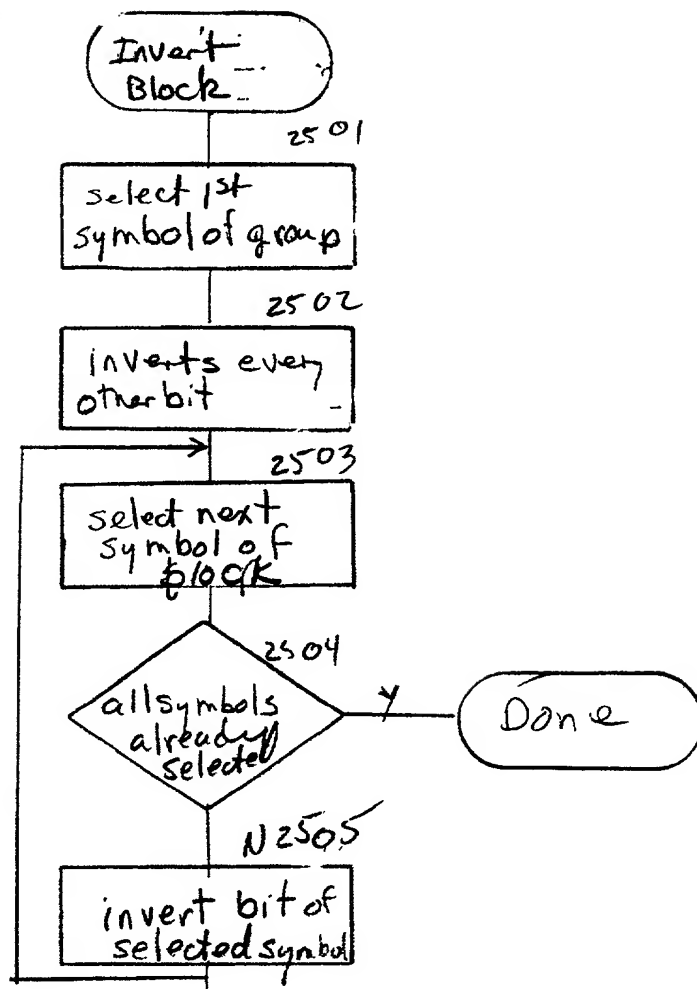 Invert
Block
2501
select 1st
symbol of group
2502
inverts every
other bit
2503
select next
symbol of
block
2504
all symbols
already
selected
Y
Done
N 2505
invert bit of
selected symbol